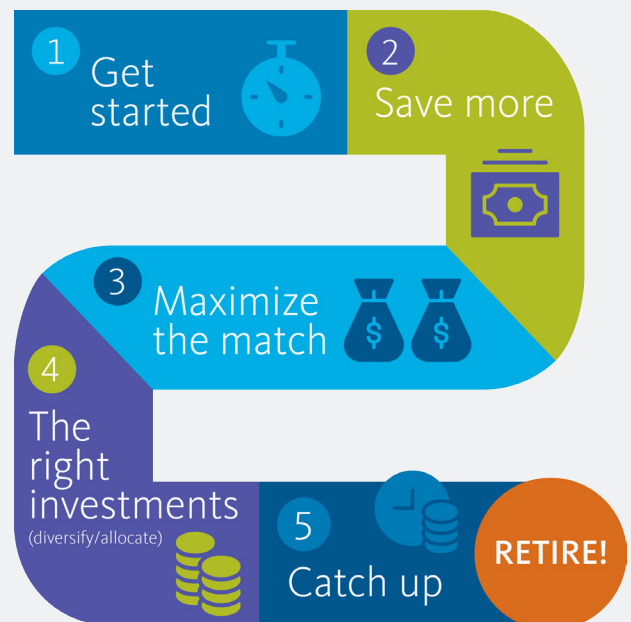 1
Get
started
2
Save more
3
Maximize
the match
$ $
4
The
right
investments
(diversify/allocate)
5
Catch up
RETIRE!